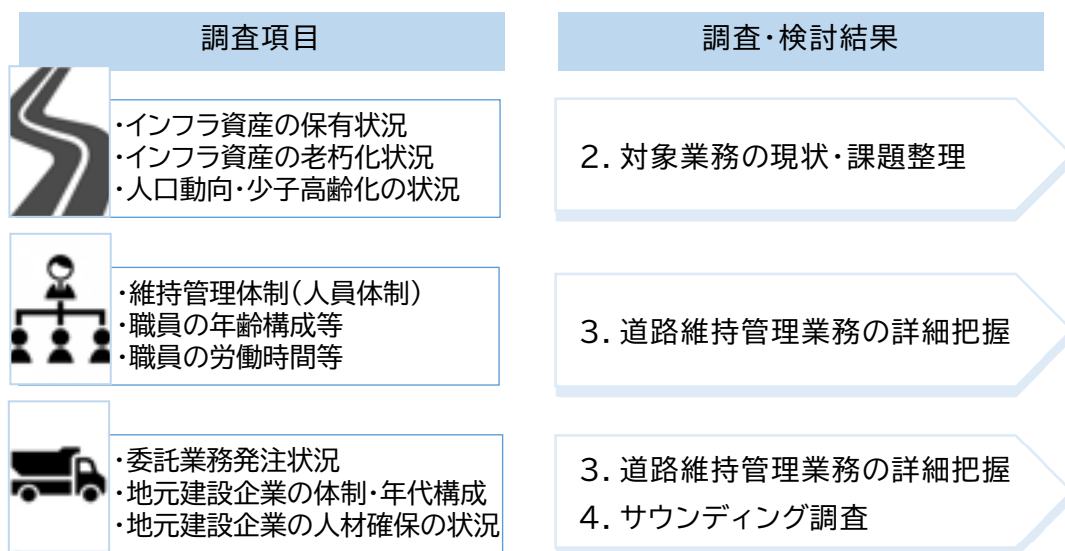 調査項目
調査・検討結果
・インフラ資産の保有状況
・インフラ資産の老朽化状況
・人口動向・少子高齢化の状況
2．対象業務の現状・課題整理
・維持管理体制（人員体制）
・職員の年齢構成等
・職員の労働時間等
3．道路維持管理業務の詳細把握
・委託業務発注状況
・地元建設企業の体制・年代構成
・地元建設企業の人材確保の状況
3．道路維持管理業務の詳細把握
4．サウンディング調査